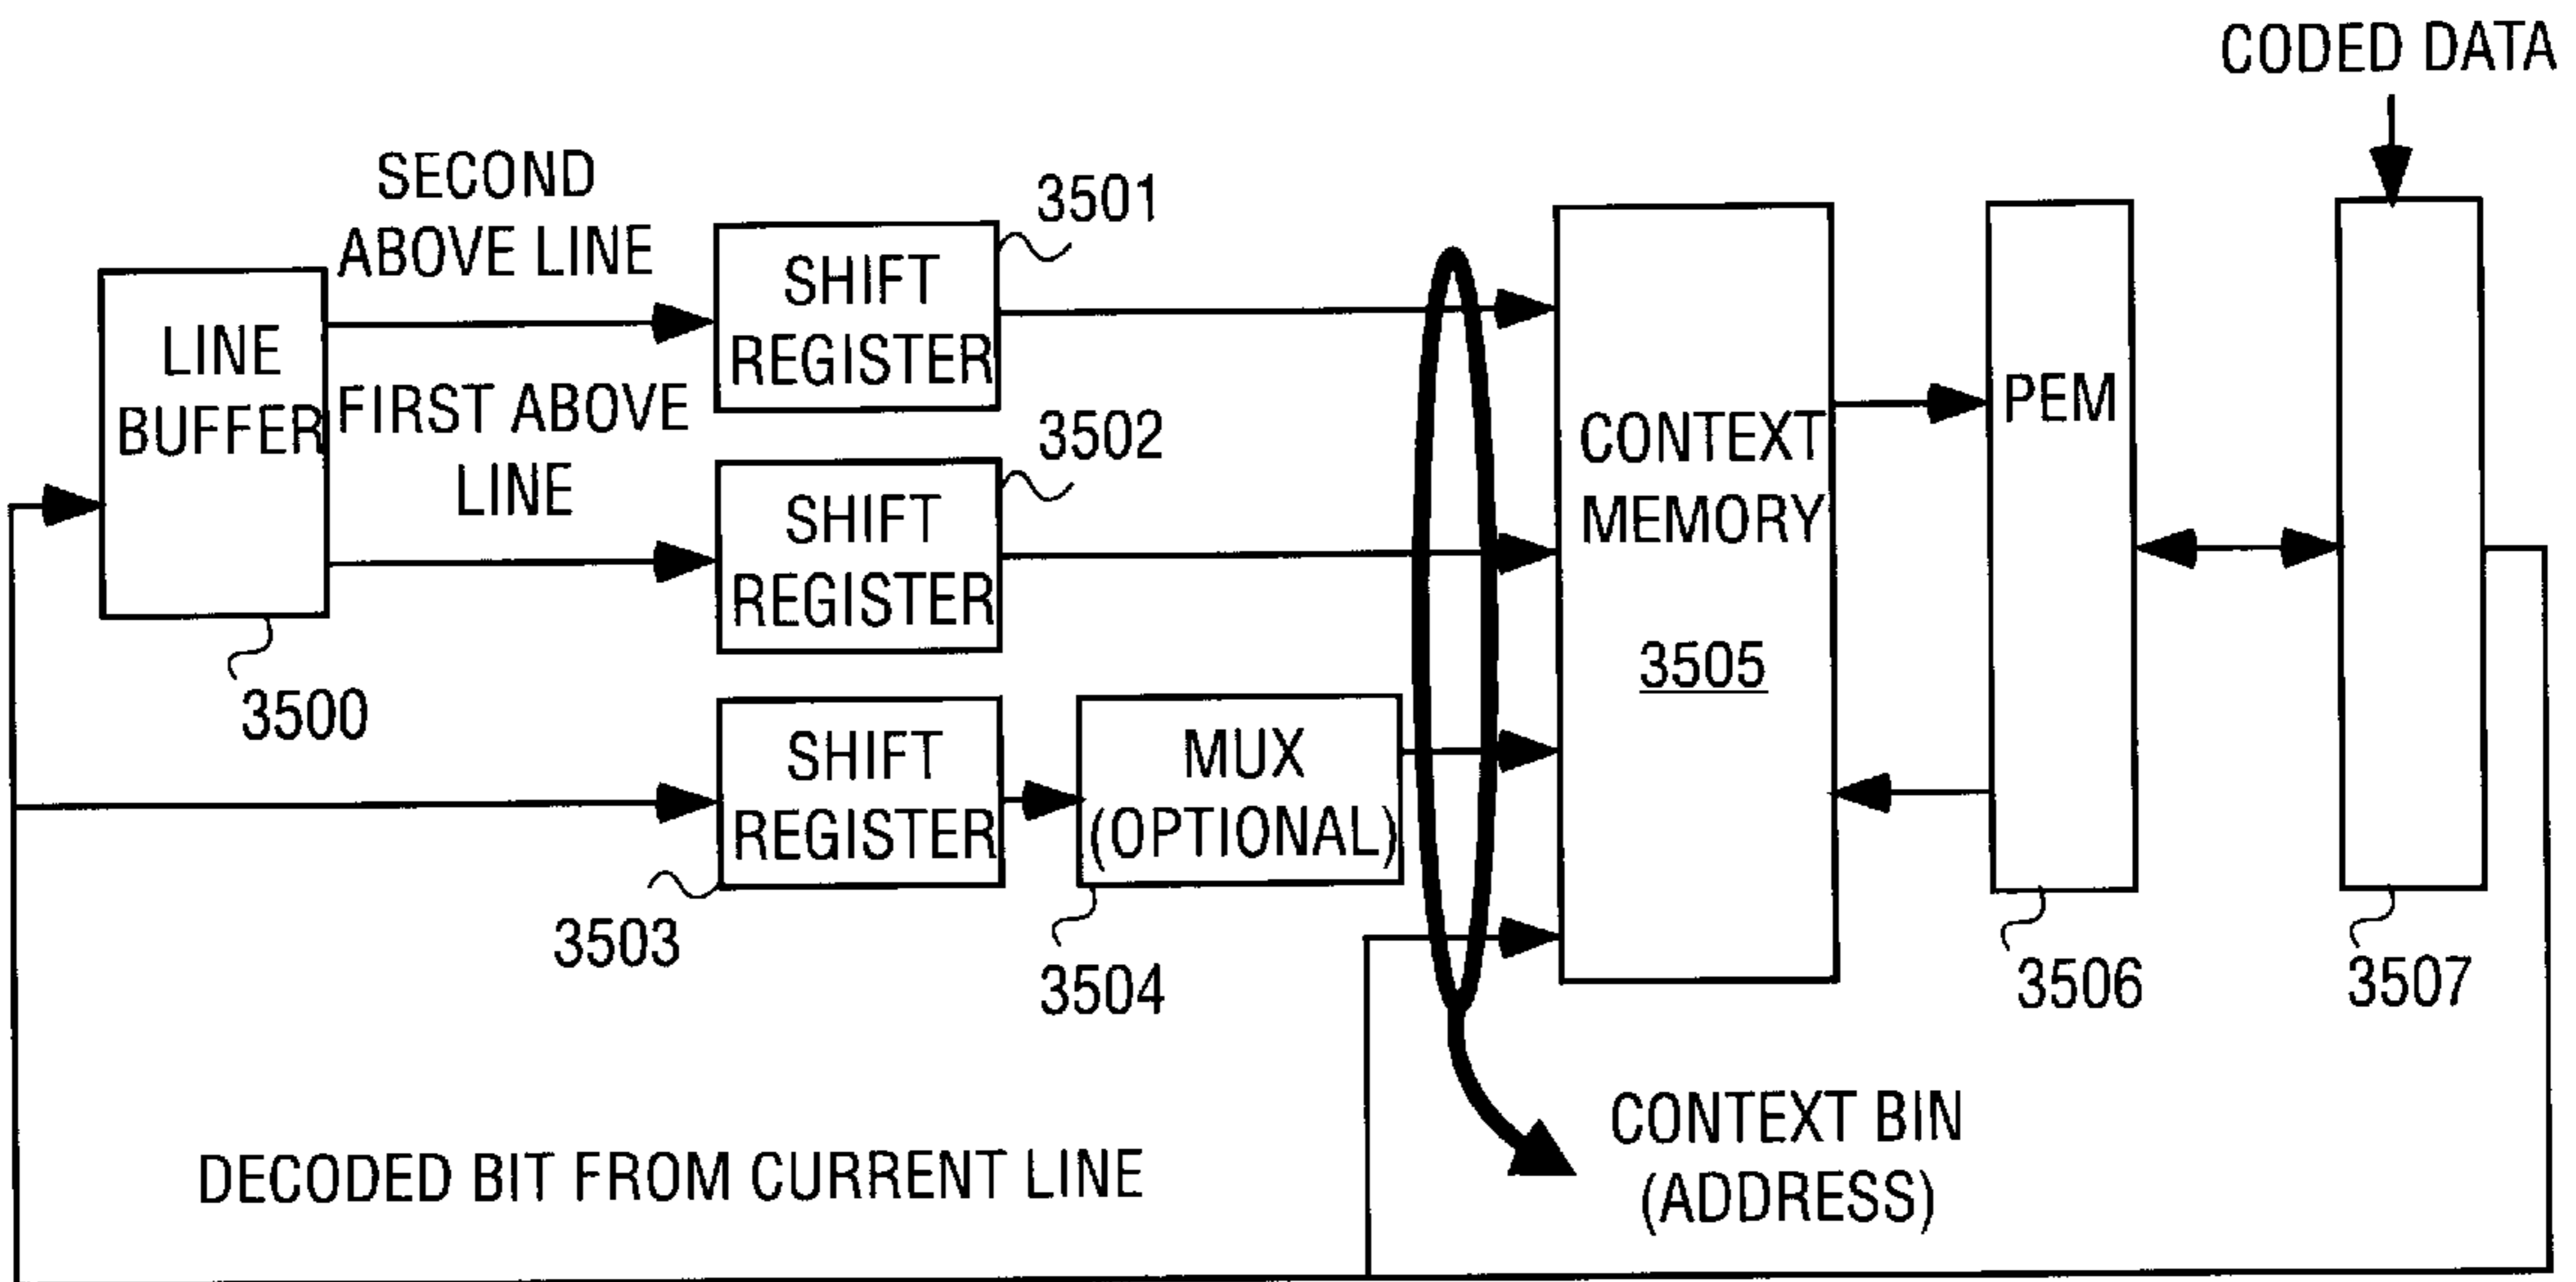 CODED DATA
SECOND
ABOVE LINE
3501
SHIFT
REGISTER
LINE
BUFFER
FIRST ABOVE
LINE
3502
SHIFT
REGISTER
CONTEXT
MEMORY
3505
PEM
3500
SHIFT
REGISTER
MUX
(OPTIONAL)
3503
3504
3506
3507
CONTEXT BIN
(ADDRESS)
DECODED BIT FROM CURRENT LINE